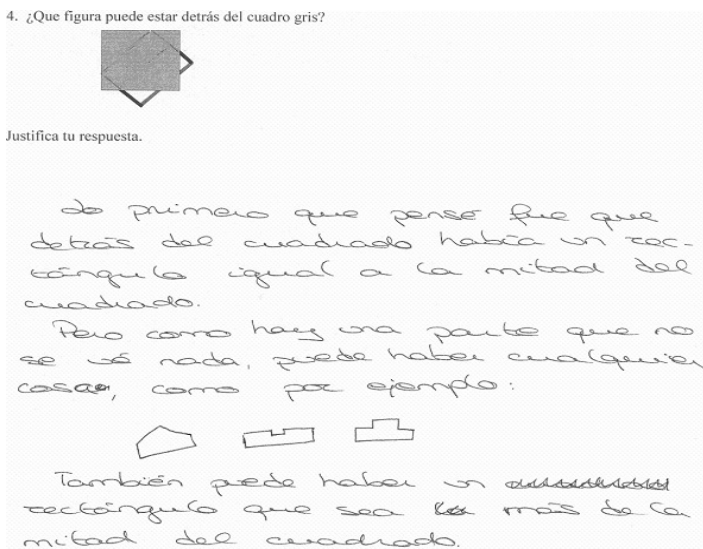 4. ¿Que figura puede estar detrás del cuadro gris?
Justifica tu respuesta.
Lo primero que pensé fue que
detrás del cuadrado había un rec-
tángulo igual a la mitad del
cuadrado.
Pero como hay una parte que no
se vé nada, puede haber cualquier
cosa, como por ejemplo:
También puede haber un
rectángulo que sea más de la
mitad del cuadrado.